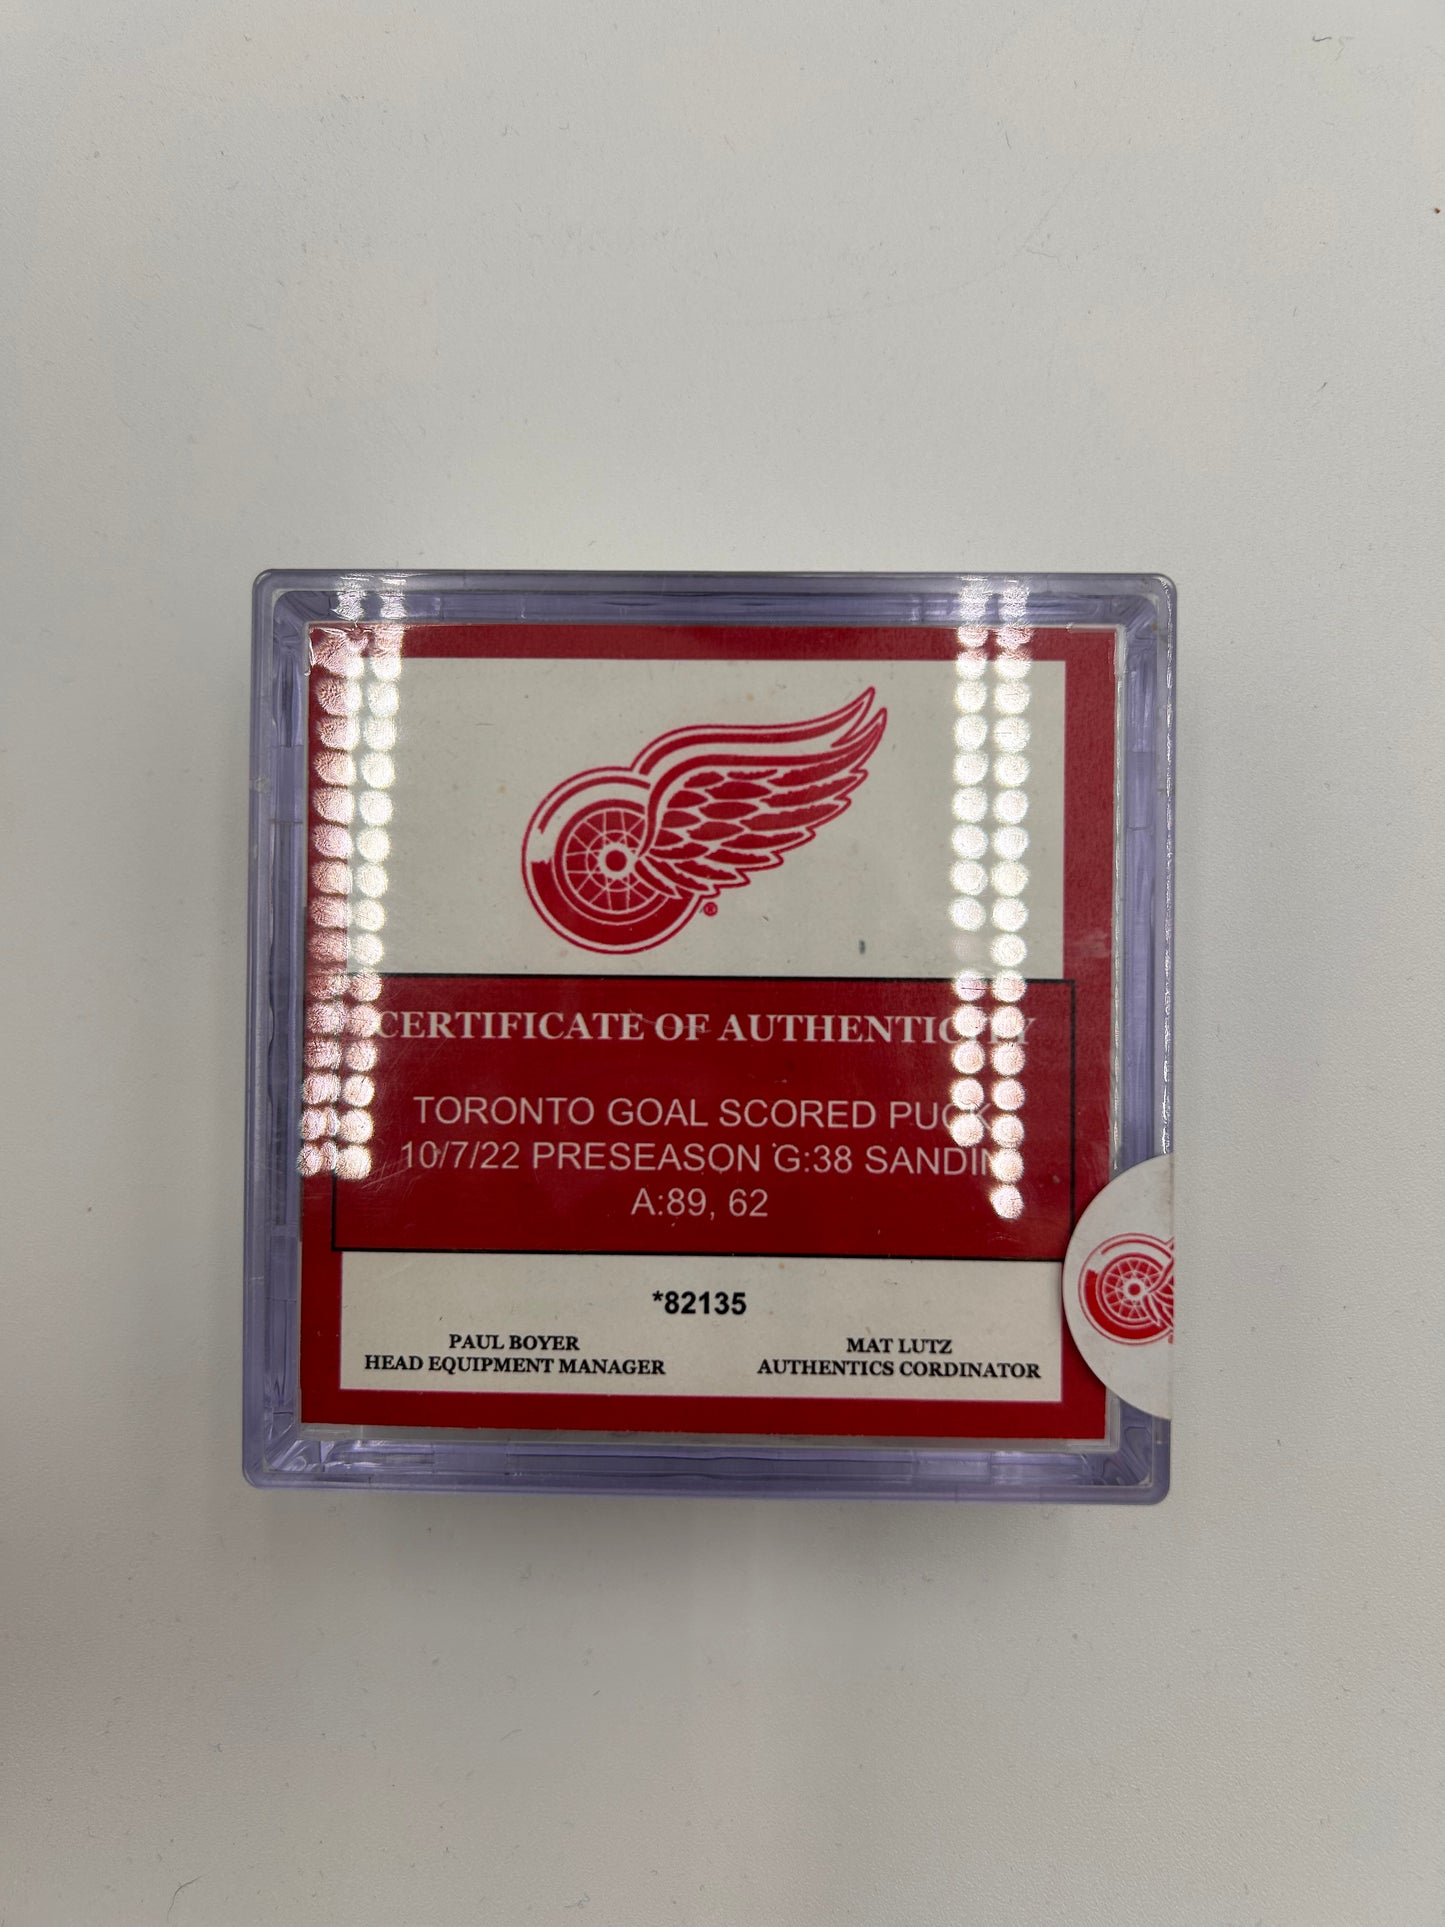 ®
CERTIFICATE OF AUTHENTICITY
TORONTO GOAL SCORED PUCK
10/7/22 PRESEASON G:38 SANDIN
A:89, 62
*82135
PAUL BOYER
HEAD EQUIPMENT MANAGER
MAT LUTZ
AUTHENTICS CORDINATOR